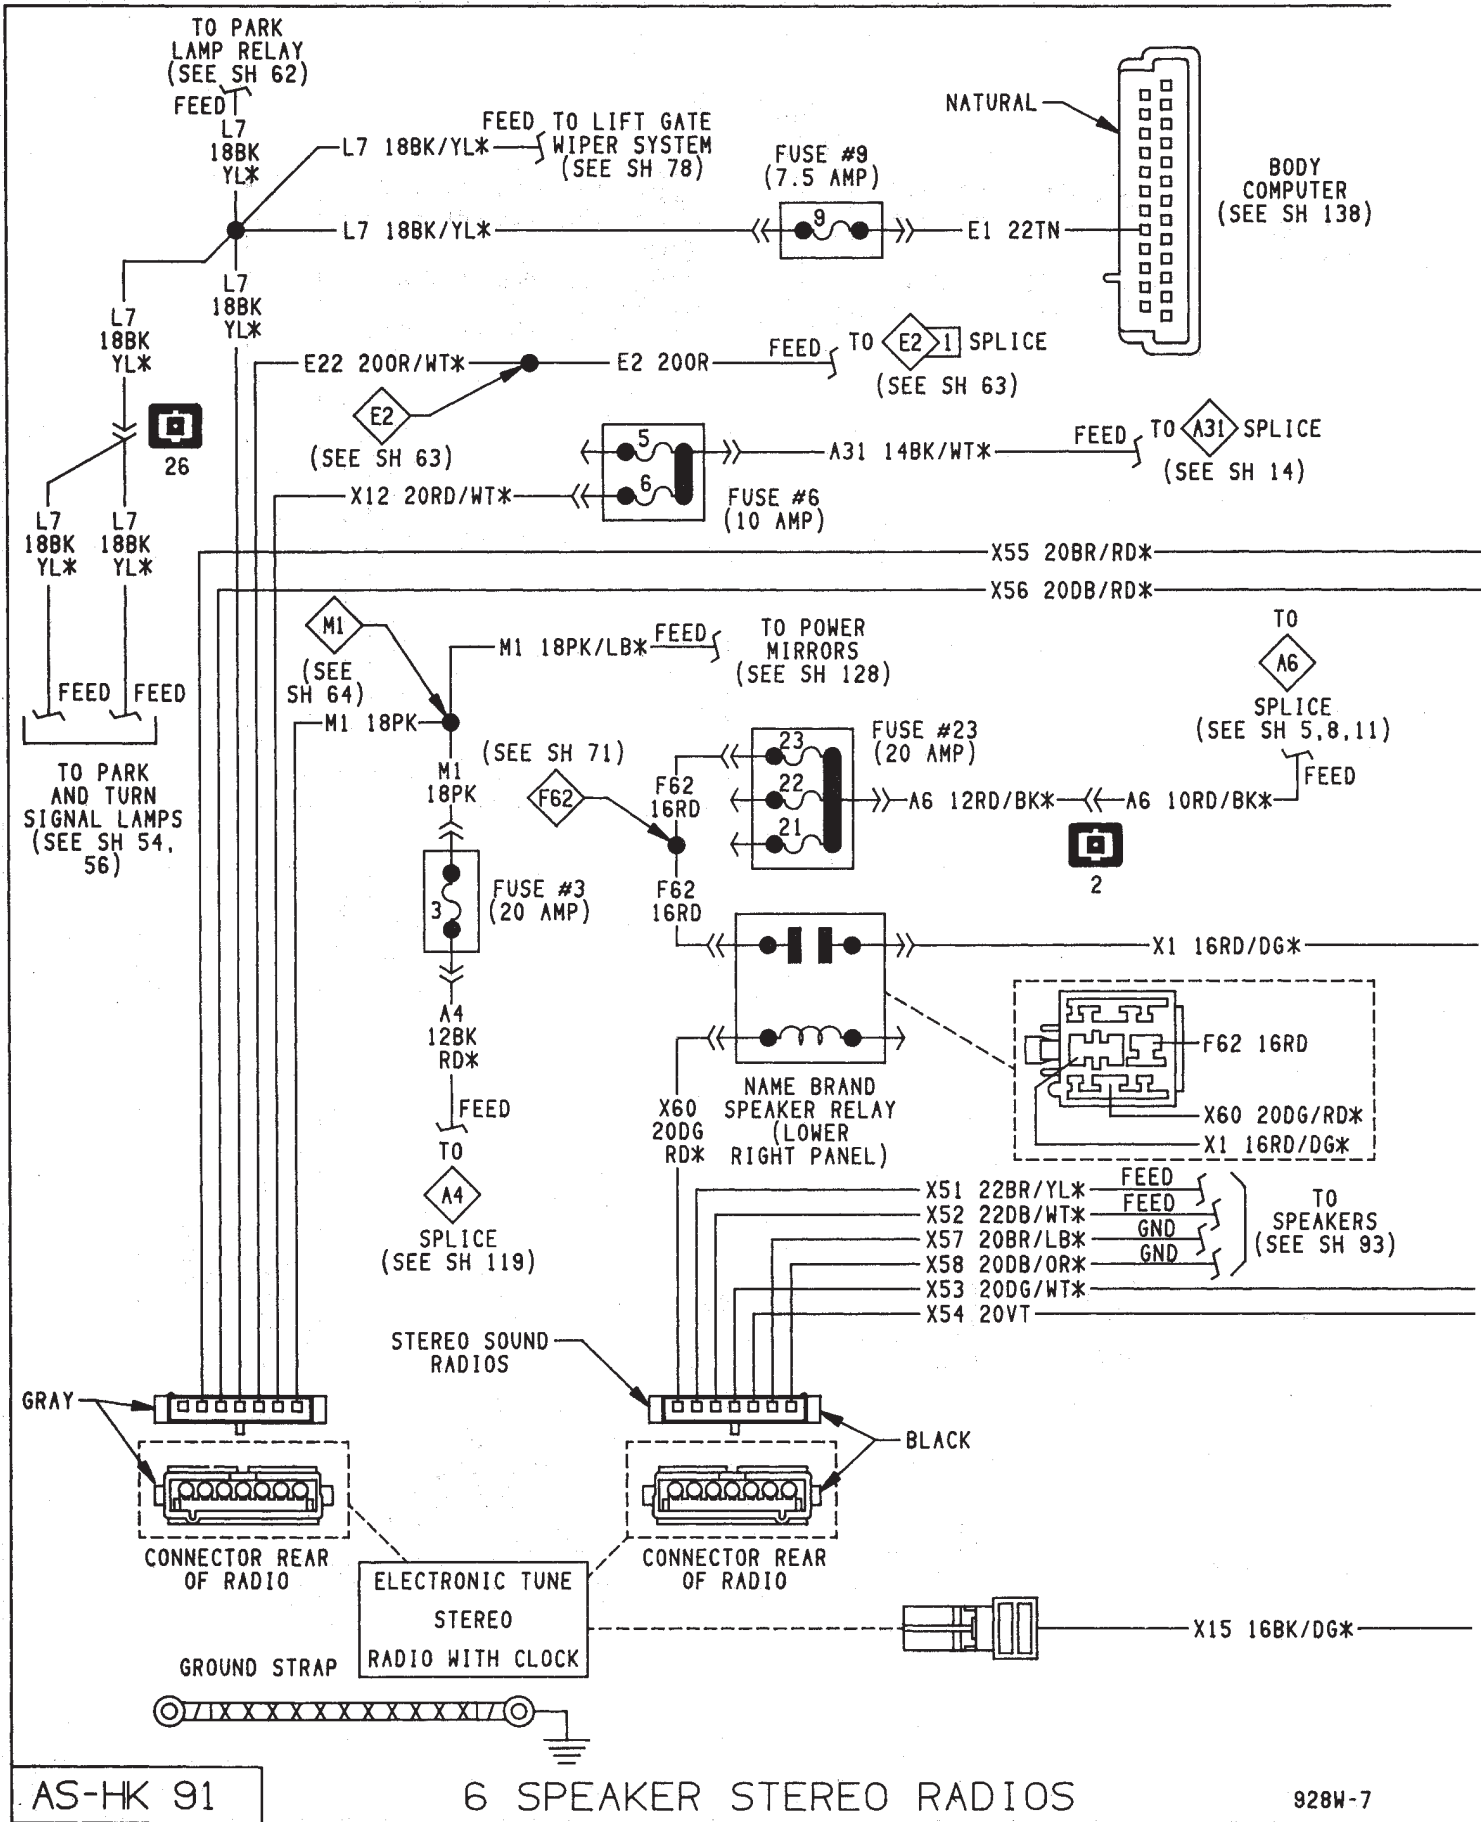 TO PARK
LAMP RELAY
(SEE SH 62)
FEED
L7
18BK
YL*
FEED
TO LIFT GATE
WIPER SYSTEM
(SEE SH 78)
L7 18BK/YL*
NATURAL
FUSE #9
(7.5 AMP)
9
BODY
COMPUTER
(SEE SH 138)
L7 18BK/YL*
E1 22TN
L7
18BK
YL*
L7
18BK
YL*
E22 200R/WT*
E2 200R
FEED
TO
E2
1
SPLICE
(SEE SH 63)
E2
(SEE SH 63)
26
5
6
A31 14BK/WT*
FEED
TO
A31
SPLICE
(SEE SH 14)
X12 20RD/WT*
FUSE #6
(10 AMP)
L7
18BK
YL*
L7
18BK
YL*
X55 20BR/RD*
X56 20DB/RD*
M1
(SEE
SH 64)
M1 18PK/LB*
FEED
TO POWER
MIRRORS
(SEE SH 128)
TO
A6
SPLICE
(SEE SH 5,8,11)
FEED
FEED
FEED
M1 18PK
TO PARK
AND TURN
SIGNAL LAMPS
(SEE SH 54,
56)
M1
18PK
(SEE SH 71)
F62
F62
16RD
23
22
21
FUSE #23
(20 AMP)
A6 12RD/BK*
A6 10RD/BK*
2
3
FUSE #3
(20 AMP)
F62
16RD
X1 16RD/DG*
A4
12BK
RD*
FEED
TO
A4
SPLICE
(SEE SH 119)
F62 16RD
X60 20DG/RD*
X1 16RD/DG*
NAME BRAND
SPEAKER RELAY
(LOWER
RIGHT PANEL)
X60
20DG
RD*
X51 22BR/YL*
FEED
X52 22DB/WT*
FEED
X57 20BR/LB*
GND
X58 20DB/OR*
GND
X53 20DG/WT*
X54 20VT
TO
SPEAKERS
(SEE SH 93)
STEREO SOUND
RADIOS
GRAY
BLACK
CONNECTOR REAR
OF RADIO
CONNECTOR REAR
OF RADIO
ELECTRONIC TUNE
STEREO
RADIO WITH CLOCK
X15 16BK/DG*
GROUND STRAP
AS-HK 91
6 SPEAKER STEREO RADIOS
928W-7